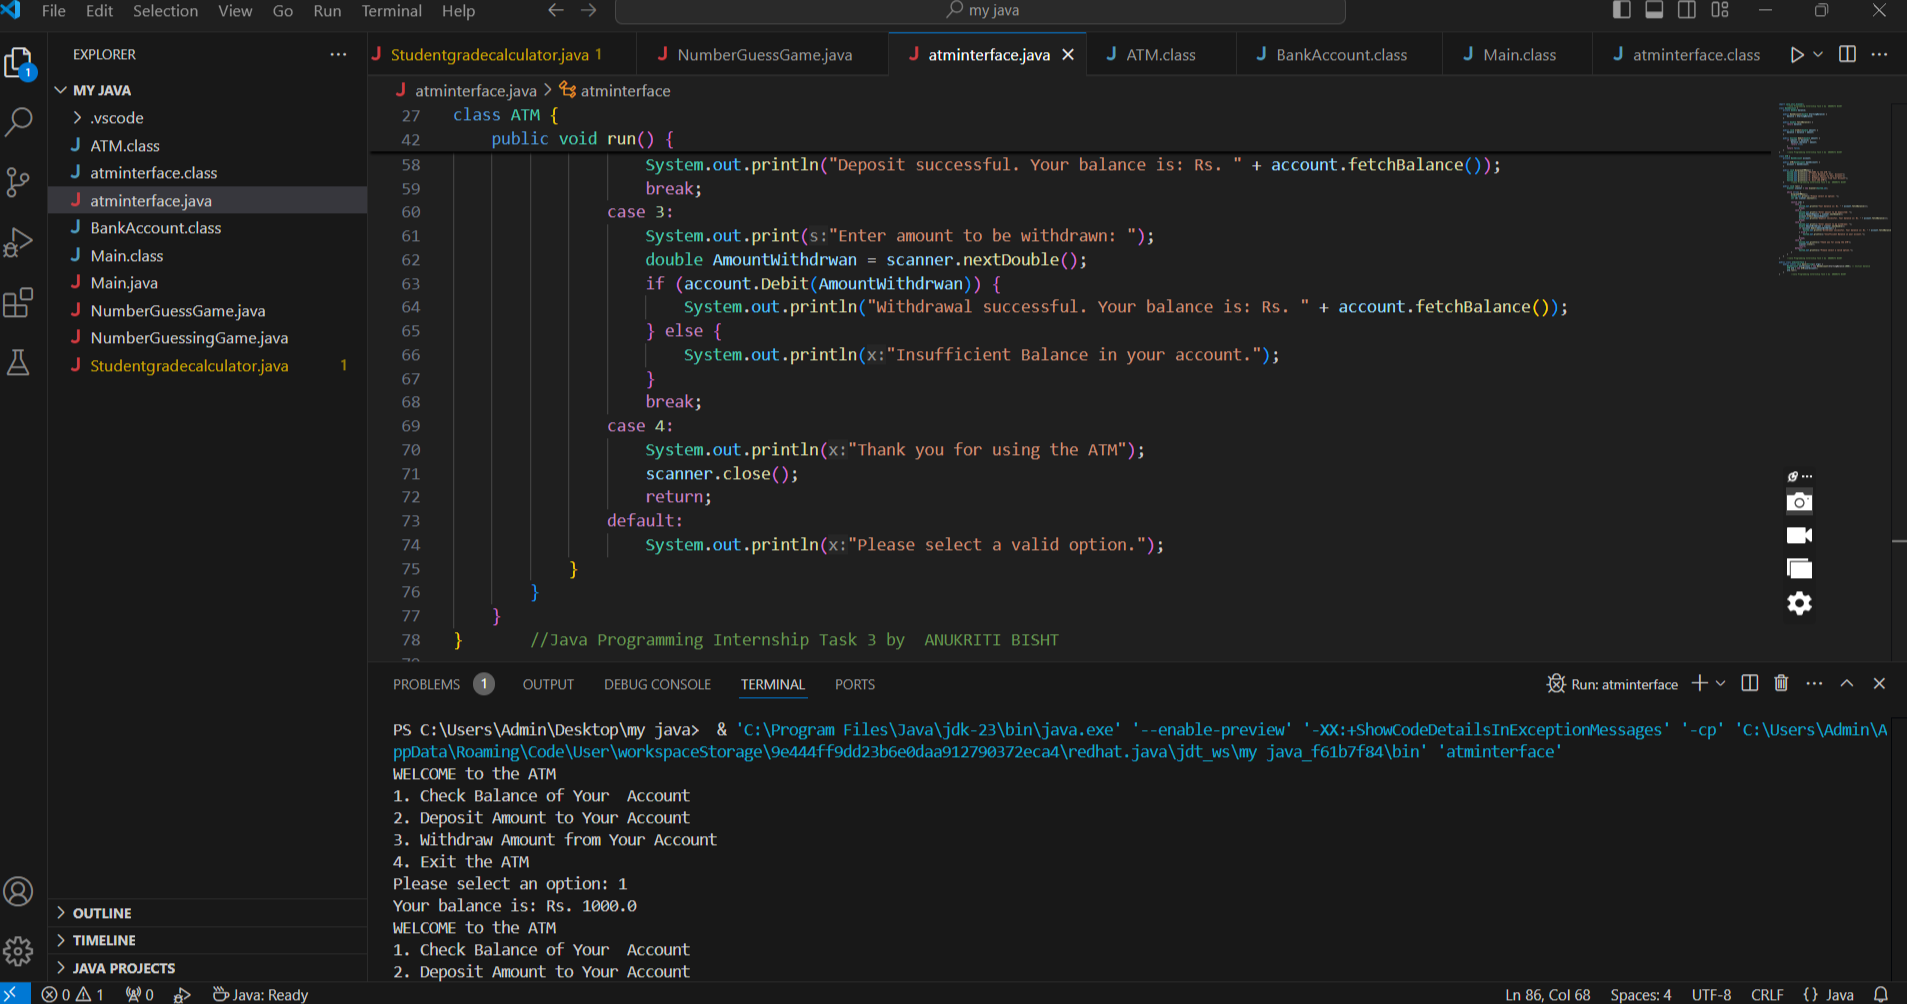 File Edit Selection View Go Run Terminal Help
my java
EXPLORER
MY JAVA
.vscode
ATM.class
atminterface.class
atminterface.java
BankAccount.class
Main.class
Main.java
NumberGuessGame.java
NumberGuessingGame.java
Studentgradecalculator.java 1
OUTLINE
TIMELINE
JAVA PROJECTS
1
Studentgradecalculator.java 1 NumberGuessGame.java atminterface.java ATM.class BankAccount.class Main.class atminterface.class
atminterface.java > atminterface
27 class ATM {
42 public void run() {
58 System.out.println("Deposit successful. Your balance is: Rs. " + account.fetchBalance());
59 break;
60 case 3:
61 System.out.print(s:"Enter amount to be withdrawn: ");
62 double AmountWithdrwan = scanner.nextDouble();
63 if (account.Debit(AmountWithdrwan)) {
64 System.out.println("Withdrawal successful. Your balance is: Rs. " + account.fetchBalance());
65 } else {
66 System.out.println(x:"Insufficient Balance in your account.");
67 }
68 break;
69 case 4:
70 System.out.println(x:"Thank you for using the ATM");
71 scanner.close();
72 return;
73 default:
74 System.out.println(x:"Please select a valid option.");
75 }
76 }
77 }
78 } //Java Programming Internship Task 3 by  ANUKRITI BISHT
PROBLEMS 1 OUTPUT DEBUG CONSOLE TERMINAL PORTS
Run: atminterface
PS C:\Users\Admin\Desktop\my java>  & 'C:\Program Files\Java\jdk-23\bin\java.exe' '--enable-preview' '-XX:+ShowCodeDetailsInExceptionMessages' '-cp' 'C:\Users\Admin\A
ppData\Roaming\Code\User\workspaceStorage\9e444ff9dd23b6e0daa912790372eca4\redhat.java\jdt_ws\my java_f61b7f84\bin' 'atminterface'
WELCOME to the ATM
1. Check Balance of Your  Account
2. Deposit Amount to Your Account
3. Withdraw Amount from Your Account
4. Exit the ATM
Please select an option: 1
Your balance is: Rs. 1000.0
WELCOME to the ATM
1. Check Balance of Your  Account
2. Deposit Amount to Your Account
0 1 0 Java: Ready
Ln 86, Col 68 Spaces: 4 UTF-8 CRLF {} Java